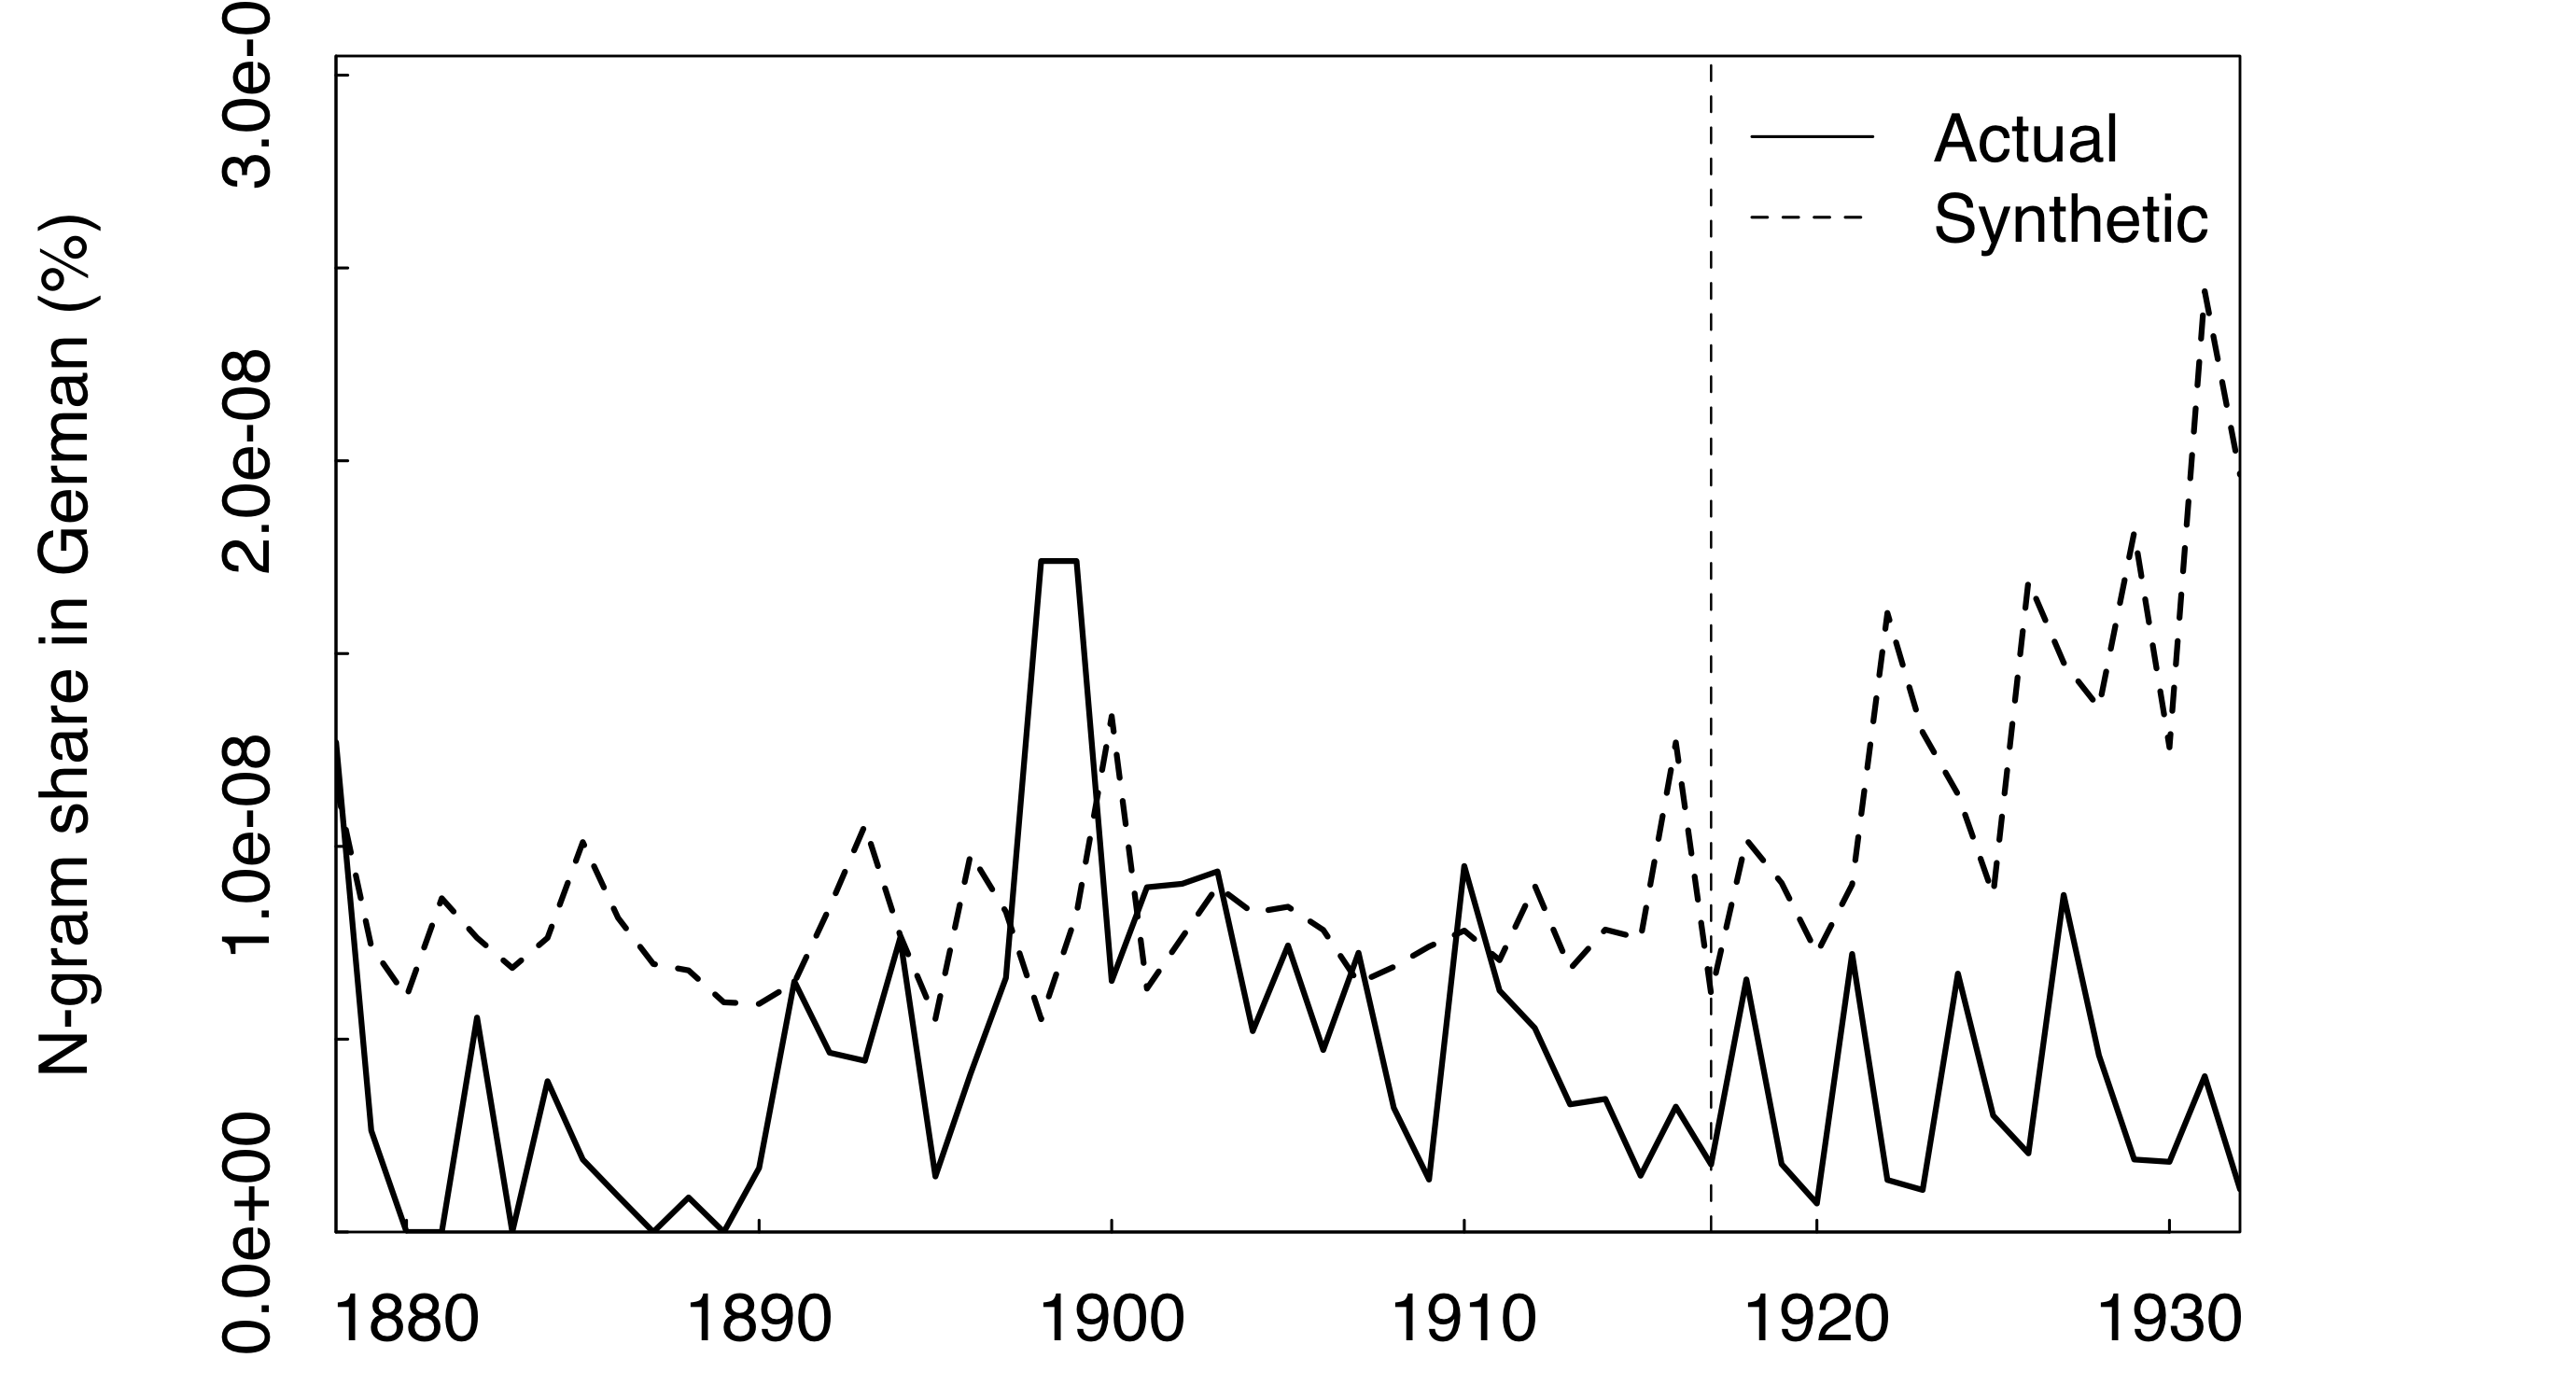 N-gram share in German (%)
3.0e-0
2.0e-08
1.0e-08
0.0e+00
Actual
Synthetic
1880 1890 1900 1910 1920 1930